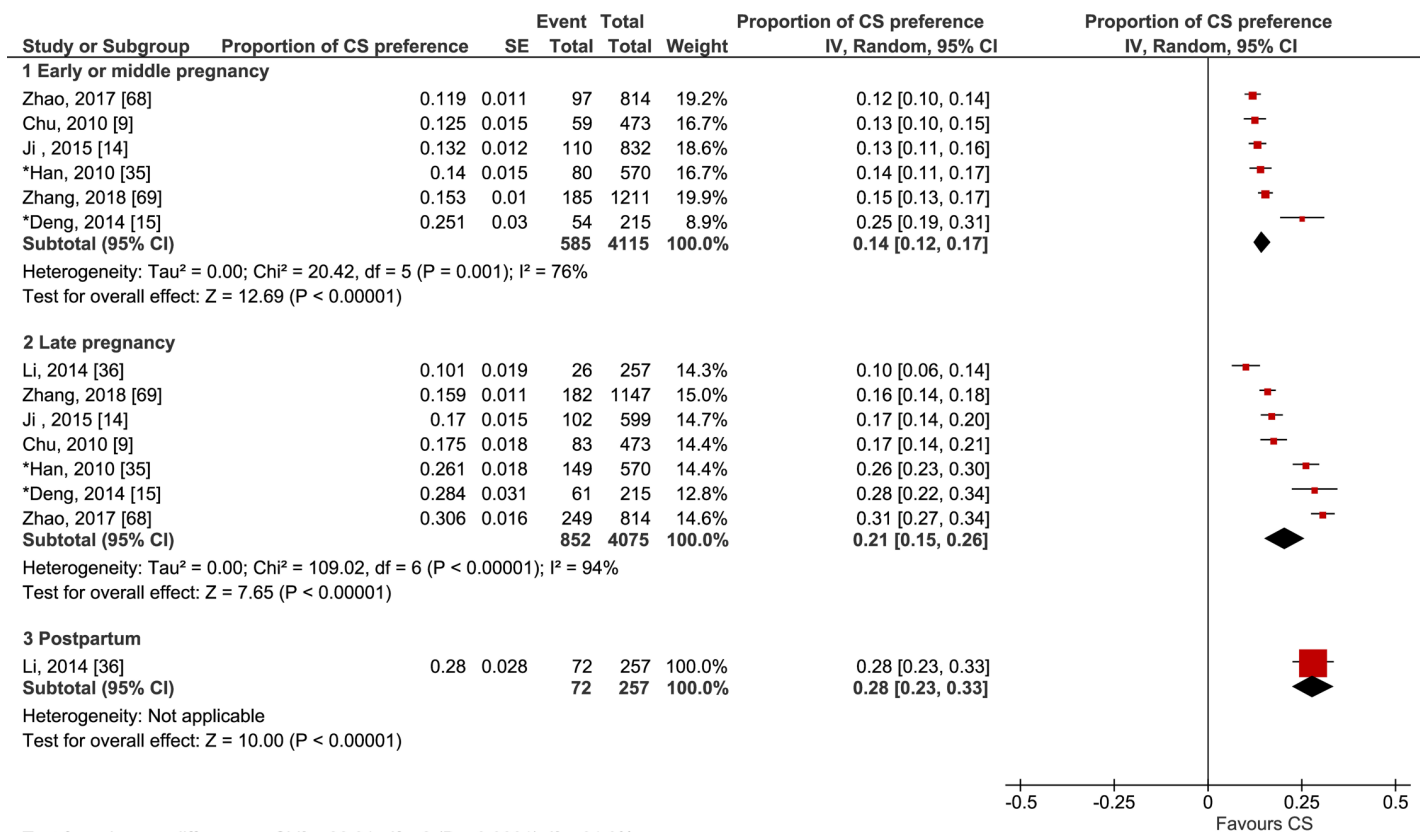 Event Total Proportion of CS preference Proportion of CS preference
Study or Subgroup Proportion of CS preference SE Total Total Weight IV, Random, 95% CI IV, Random, 95% CI
1 Early or middle pregnancy
Zhao, 2017 [68] 0.119 0.011 97 814 19.2% 0.12 [0.10, 0.14]
Chu, 2010 [9] 0.125 0.015 59 473 16.7% 0.13 [0.10, 0.15]
Ji , 2015 [14] 0.132 0.012 110 832 18.6% 0.13 [0.11, 0.16]
*Han, 2010 [35] 0.14 0.015 80 570 16.7% 0.14 [0.11, 0.17]
Zhang, 2018 [69] 0.153 0.01 185 1211 19.9% 0.15 [0.13, 0.17]
*Deng, 2014 [15] 0.251 0.03 54 215 8.9% 0.25 [0.19, 0.31]
Subtotal (95% CI) 585 4115 100.0% 0.14 [0.12, 0.17]
Heterogeneity: Tau² = 0.00; Chi² = 20.42, df = 5 (P = 0.001); I² = 76%
Test for overall effect: Z = 12.69 (P < 0.00001)
2 Late pregnancy
Li, 2014 [36] 0.101 0.019 26 257 14.3% 0.10 [0.06, 0.14]
Zhang, 2018 [69] 0.159 0.011 182 1147 15.0% 0.16 [0.14, 0.18]
Ji , 2015 [14] 0.17 0.015 102 599 14.7% 0.17 [0.14, 0.20]
Chu, 2010 [9] 0.175 0.018 83 473 14.4% 0.17 [0.14, 0.21]
*Han, 2010 [35] 0.261 0.018 149 570 14.4% 0.26 [0.23, 0.30]
*Deng, 2014 [15] 0.284 0.031 61 215 12.8% 0.28 [0.22, 0.34]
Zhao, 2017 [68] 0.306 0.016 249 814 14.6% 0.31 [0.27, 0.34]
Subtotal (95% CI) 852 4075 100.0% 0.21 [0.15, 0.26]
Heterogeneity: Tau² = 0.00; Chi² = 109.02, df = 6 (P < 0.00001); I² = 94%
Test for overall effect: Z = 7.65 (P < 0.00001)
3 Postpartum
Li, 2014 [36] 0.28 0.028 72 257 100.0% 0.28 [0.23, 0.33]
Subtotal (95% CI) 72 257 100.0% 0.28 [0.23, 0.33]
Heterogeneity: Not applicable
Test for overall effect: Z = 10.00 (P < 0.00001)
-0.5 -0.25 0 0.25 0.5
Favours CS